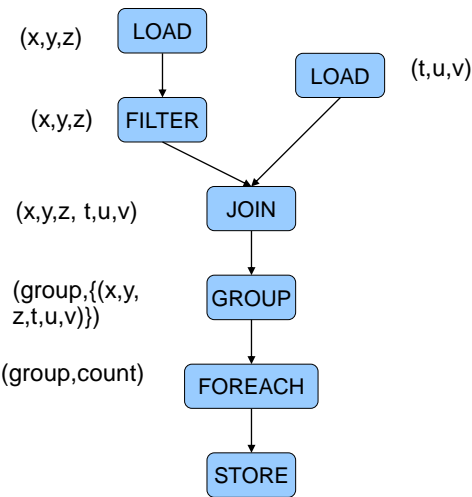 (x,y,z)
LOAD
LOAD
(t,u,v)
(x,y,z)
FILTER
(x,y,z, t,u,v)
JOIN
(group,{(x,y,
z,t,u,v)})
GROUP
(group,count)
FOREACH
STORE